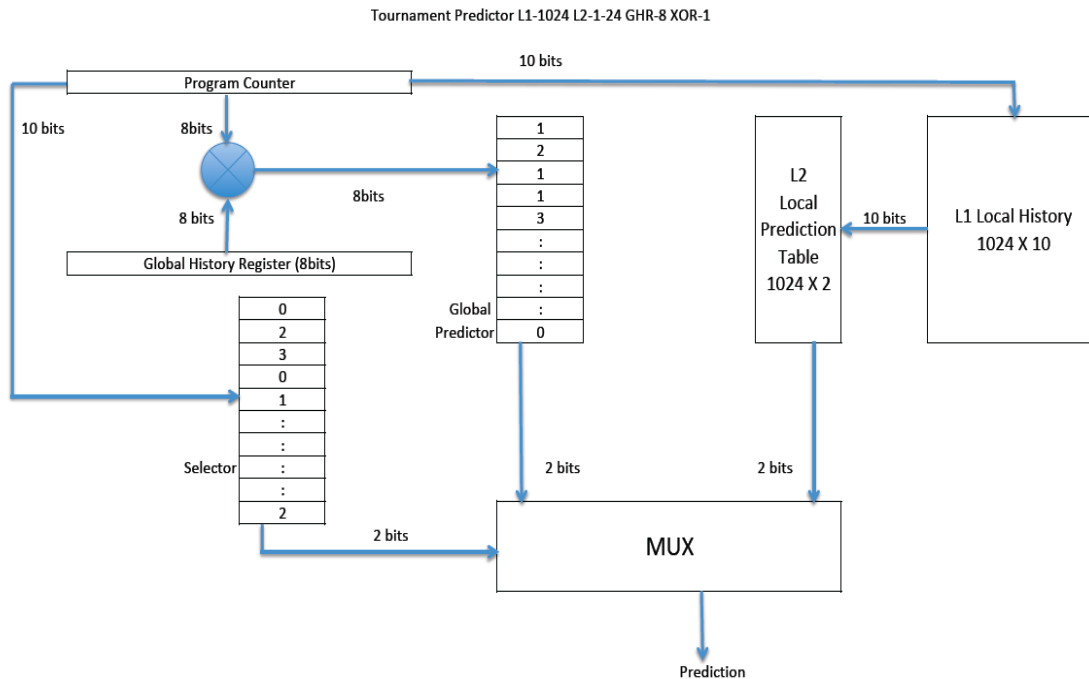 Tournament Predictor L1-1024 L2-1-24 GHR-8 XOR-1
10 bits
Program Counter
10 bits
8bits
8bits
8 bits
Global History Register (8bits)
1
2
1
1
3
:
:
:
:
0
Global
Predictor
L2
Local
Prediction
Table
1024 X 2
10 bits
L1 Local History
1024 X 10
0
2
3
0
1
:
:
:
:
2
Selector
2 bits
2 bits
2 bits
MUX
Prediction